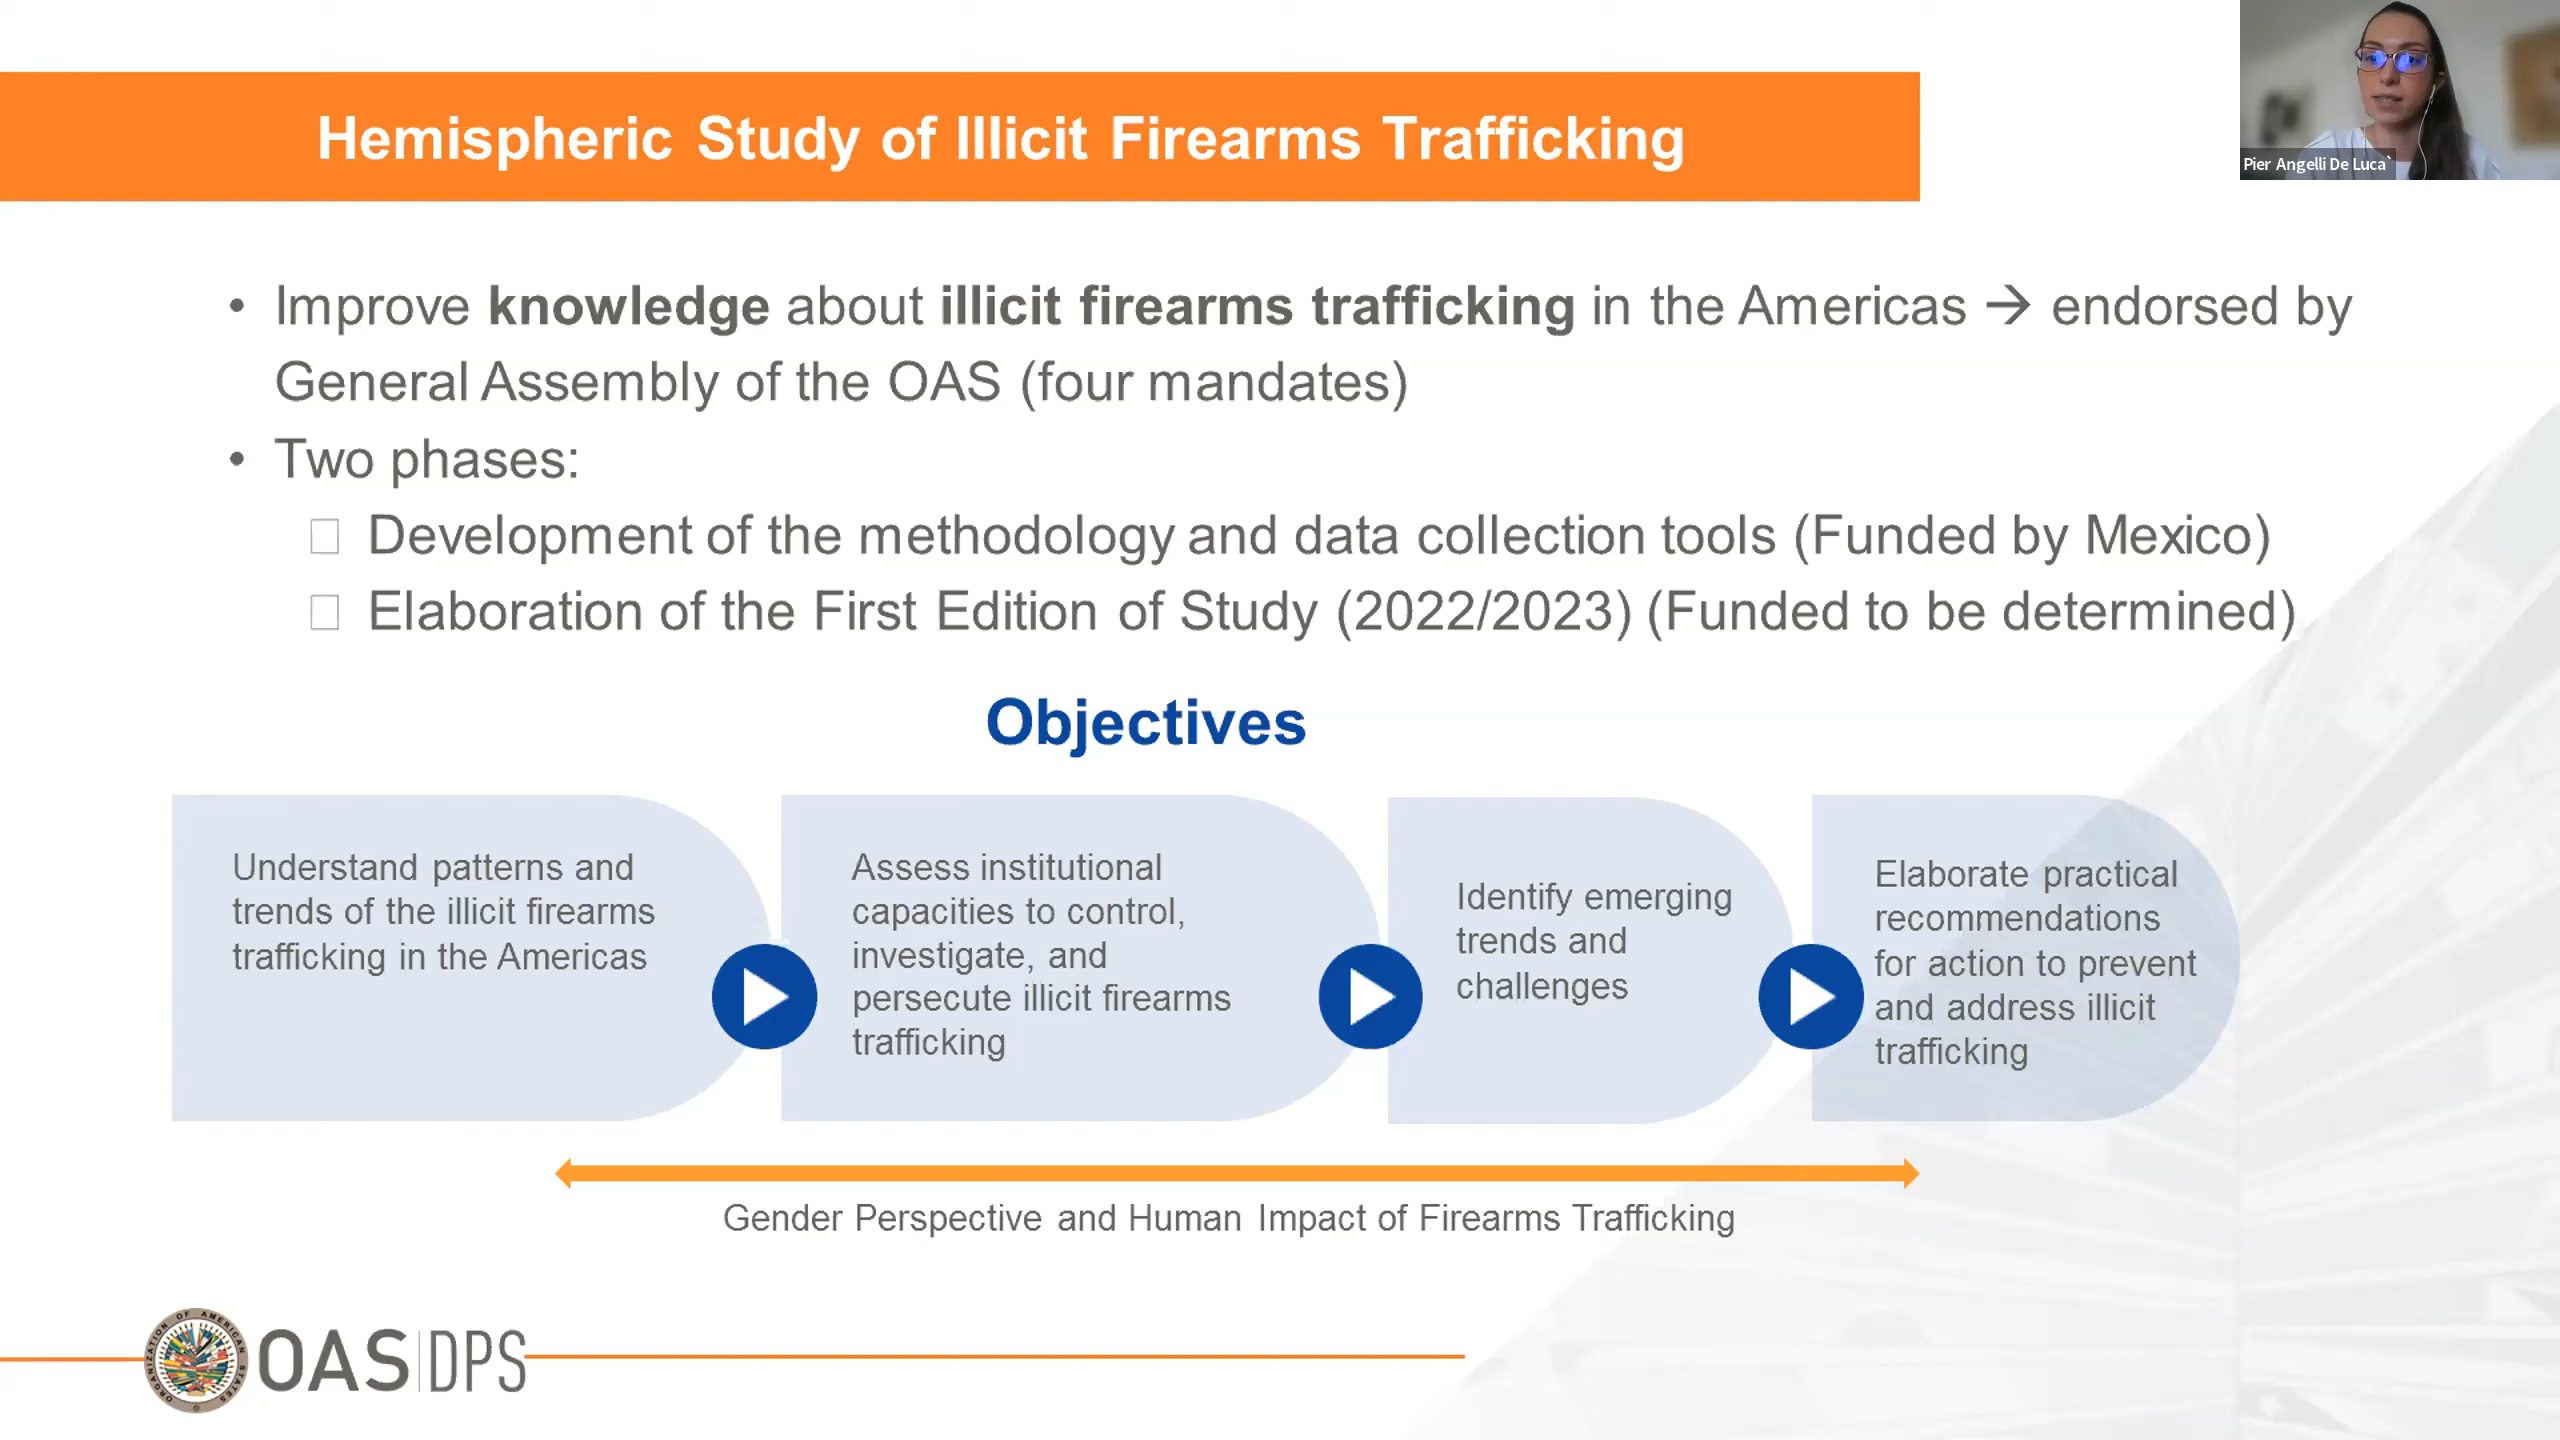 Hemispheric Study of Illicit Firearms Trafficking
Pier Angelli De Luca`
• Improve knowledge about illicit firearms trafficking in the Americas → endorsed by
General Assembly of the OAS (four mandates)
• Two phases:
Development of the methodology and data collection tools (Funded by Mexico)
Elaboration of the First Edition of Study (2022/2023) (Funded to be determined)
Objectives
Understand patterns and
trends of the illicit firearms
trafficking in the Americas
Assess institutional
capacities to control,
investigate, and
persecute illicit firearms
trafficking
Identify emerging
trends and
challenges
Elaborate practical
recommendations
for action to prevent
and address illicit
trafficking
Gender Perspective and Human Impact of Firearms Trafficking
ORGANIZATION OF AMERICAN STATES
OAS|DPS